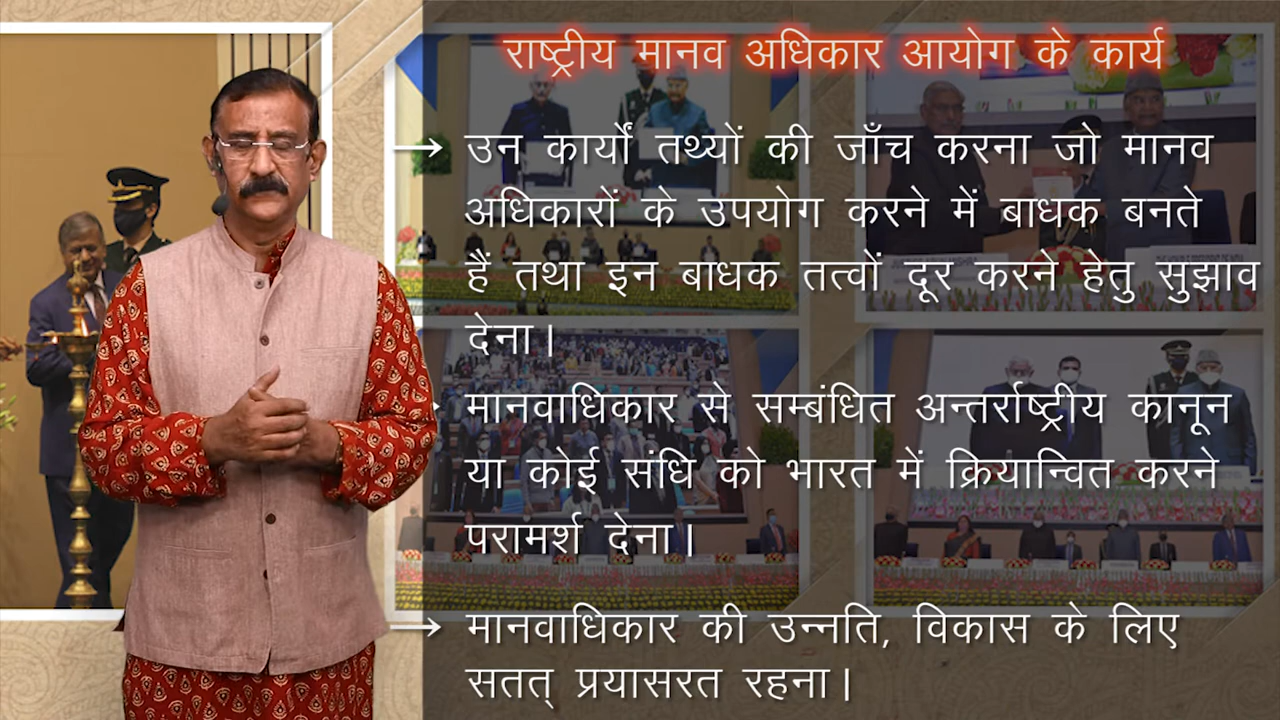 राष्ट्रीय मानव अधिकार आयोग के कार्य
→ उन कार्यों तथ्यों की जाँच करना जो मानव
अधिकारों के उपयोग करने में बाधक बनते
हैं तथा इन बाधक तत्वों दूर करने हेतु सुझाव
देना।
मानवाधिकार से सम्बंधित अन्तर्राष्ट्रीय कानून
या कोई संधि को भारत में क्रियान्वित करने
परामर्श देना।
→ मानवाधिकार की उन्नति, विकास के लिए
सतत् प्रयासरत रहना।